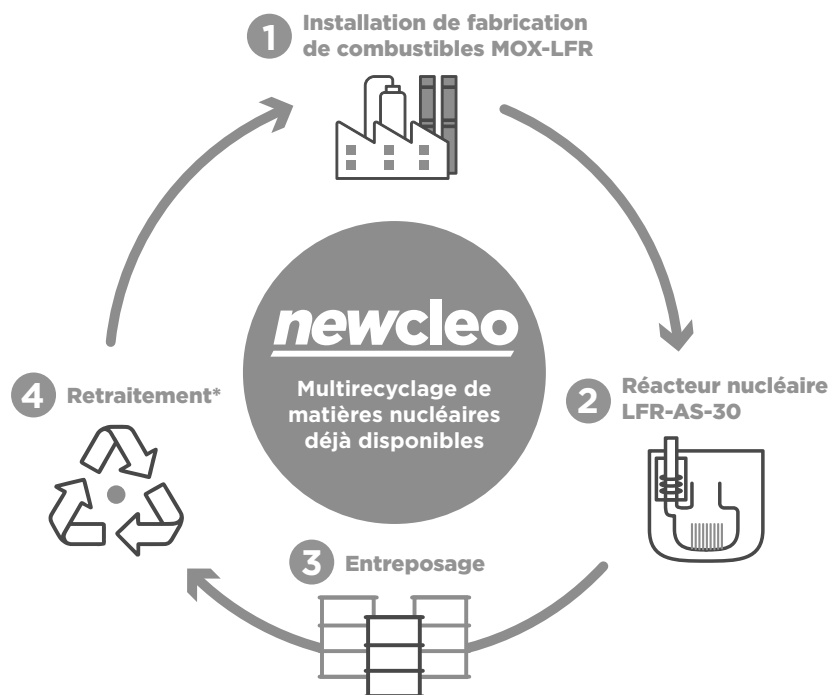 1 Installation de fabrication
de combustibles MOX-LFR
newcleo
Multirecyclage de
matières nucléaires
déjà disponibles
2 Réacteur nucléaire
LFR-AS-30
3 Entreposage
4 Retraitement*